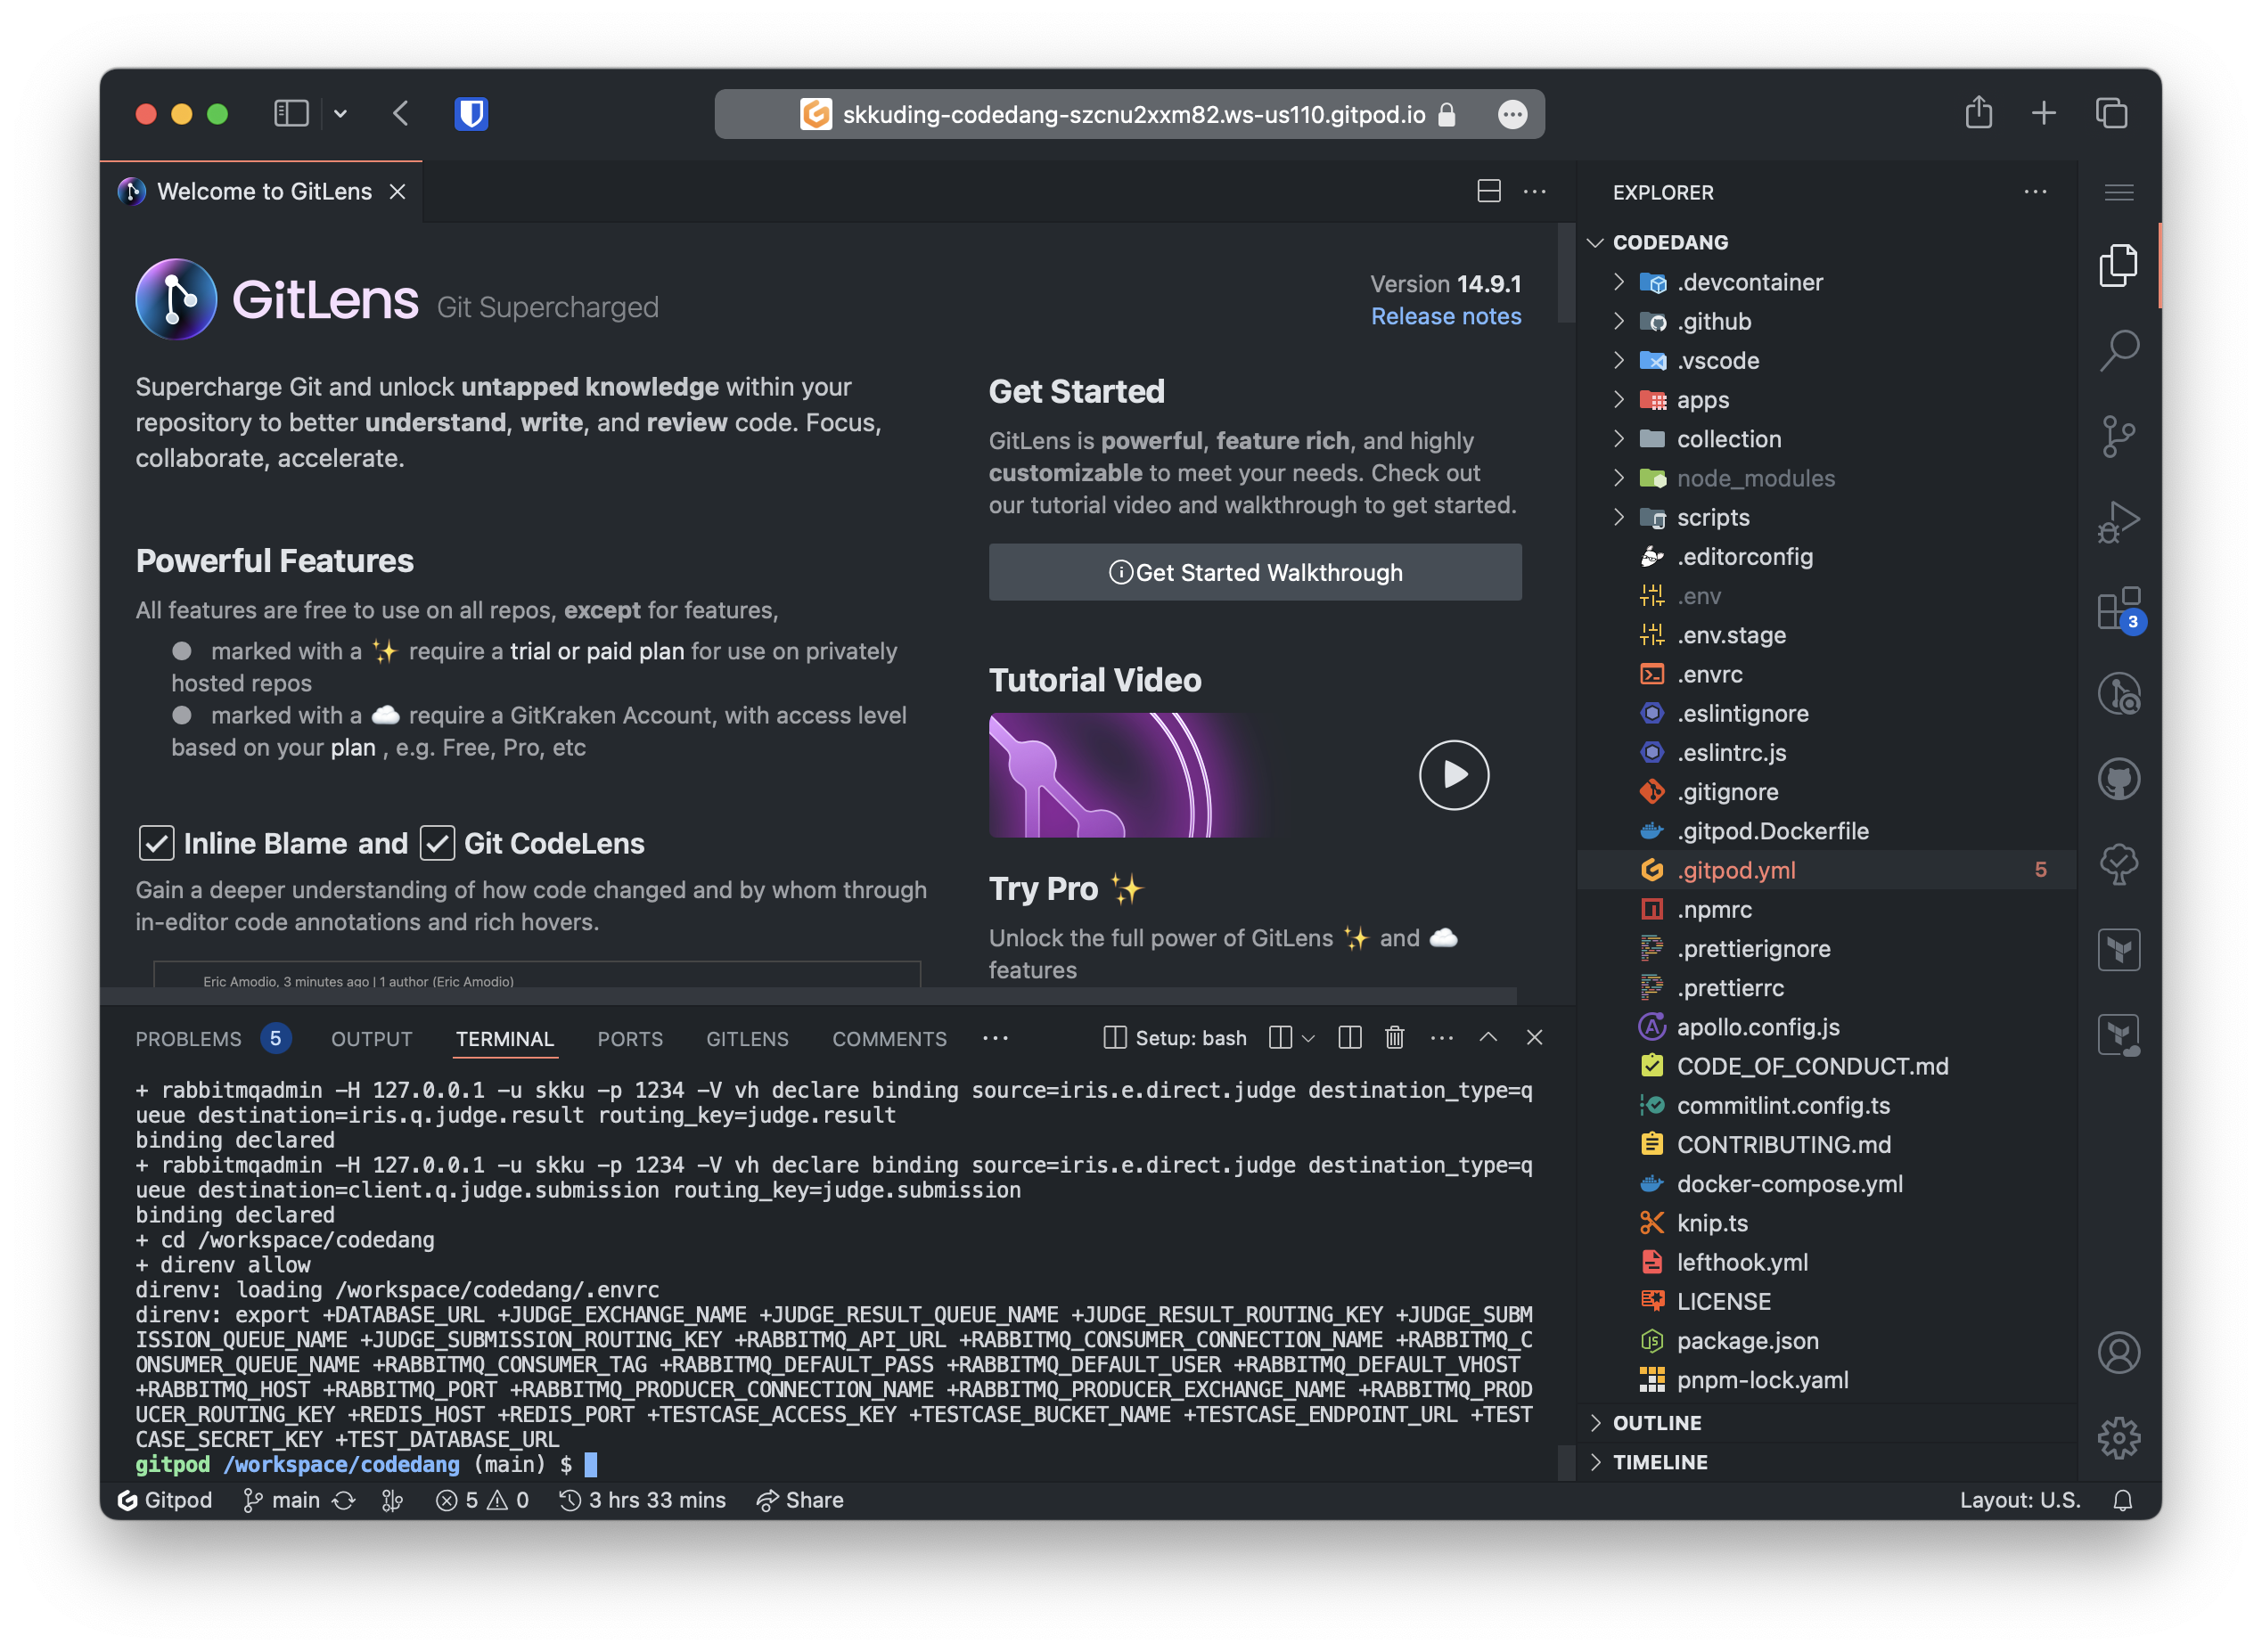 skkuding-codedang-szcnu2xxm82.ws-us110.gitpod.io
Welcome to GitLens
GitLens Git Supercharged
Version 14.9.1
Release notes
Supercharge Git and unlock untapped knowledge within your
repository to better understand, write, and review code. Focus,
collaborate, accelerate.
Powerful Features
All features are free to use on all repos, except for features,
marked with a ✨ require a trial or paid plan for use on privately
hosted repos
marked with a ☁️ require a GitKraken Account, with access level
based on your plan , e.g. Free, Pro, etc
Inline Blame and Git CodeLens
Gain a deeper understanding of how code changed and by whom through
in-editor code annotations and rich hovers.
Eric Amodio, 3 minutes ago | 1 author (Eric Amodio)
Get Started
GitLens is powerful, feature rich, and highly
customizable to meet your needs. Check out
our tutorial video and walkthrough to get started.
Get Started Walkthrough
Tutorial Video
Try Pro ✨
Unlock the full power of GitLens ✨ and ☁️
features
PROBLEMS 5 OUTPUT TERMINAL PORTS GITLENS COMMENTS ··· Setup: bash
+ rabbitmqadmin -H 127.0.0.1 -u skku -p 1234 -V vh declare binding source=iris.e.direct.judge destination_type=q
ueue destination=iris.q.judge.result routing_key=judge.result
binding declared
+ rabbitmqadmin -H 127.0.0.1 -u skku -p 1234 -V vh declare binding source=iris.e.direct.judge destination_type=q
ueue destination=client.q.judge.submission routing_key=judge.submission
binding declared
+ cd /workspace/codedang
+ direnv allow
direnv: loading /workspace/codedang/.envrc
direnv: export +DATABASE_URL +JUDGE_EXCHANGE_NAME +JUDGE_RESULT_QUEUE_NAME +JUDGE_RESULT_ROUTING_KEY +JUDGE_SUBM
ISSION_QUEUE_NAME +JUDGE_SUBMISSION_ROUTING_KEY +RABBITMQ_API_URL +RABBITMQ_CONSUMER_CONNECTION_NAME +RABBITMQ_C
ONSUMER_QUEUE_NAME +RABBITMQ_CONSUMER_TAG +RABBITMQ_DEFAULT_PASS +RABBITMQ_DEFAULT_USER +RABBITMQ_DEFAULT_VHOST
+RABBITMQ_HOST +RABBITMQ_PORT +RABBITMQ_PRODUCER_CONNECTION_NAME +RABBITMQ_PRODUCER_EXCHANGE_NAME +RABBITMQ_PROD
UCER_ROUTING_KEY +REDIS_HOST +REDIS_PORT +TESTCASE_ACCESS_KEY +TESTCASE_BUCKET_NAME +TESTCASE_ENDPOINT_URL +TEST
CASE_SECRET_KEY +TEST_DATABASE_URL
gitpod /workspace/codedang (main) $
EXPLORER
CODEDANG
.devcontainer
.github
.vscode
apps
collection
node_modules
scripts
.editorconfig
.env
.env.stage
.envrc
.eslintignore
.eslintrc.js
.gitignore
.gitpod.Dockerfile
.gitpod.yml 5
.npmrc
.prettierignore
.prettierrc
apollo.config.js
CODE_OF_CONDUCT.md
commitlint.config.ts
CONTRIBUTING.md
docker-compose.yml
knip.ts
lefthook.yml
LICENSE
package.json
pnpm-lock.yaml
OUTLINE
TIMELINE
3
Gitpod main 5 0 3 hrs 33 mins Share Layout: U.S.